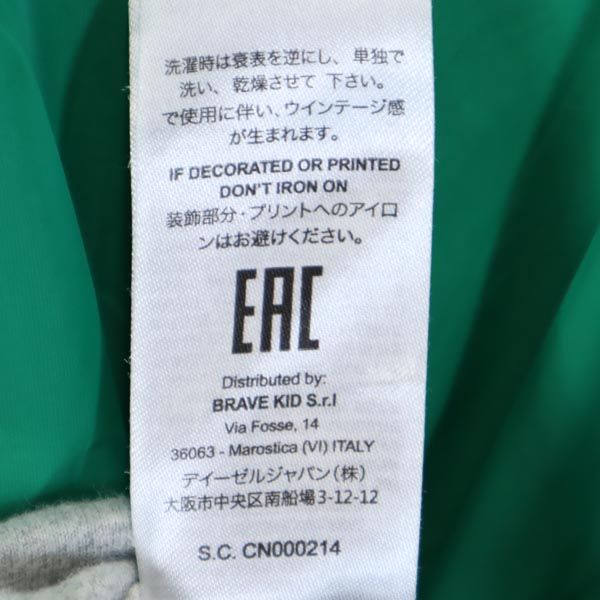 洗濯時は衰表を逆にし、単独で
洗い、乾燥させて 下さい。
で使用に伴い、ウインテージ感
が生まれます。
IF DECORATED OR PRINTED
DON'T IRON ON
装飾部分・プリントへのアイロ
ンはお避けください。
EAC
Distributed by:
BRAVE KID S.r.l
Via Fosse, 14
36063 - Marostica (VI) ITALY
デイーゼルジャパン(株)
大阪市中央区南船場3-12-12
S.C. CN000214